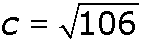 c = √106